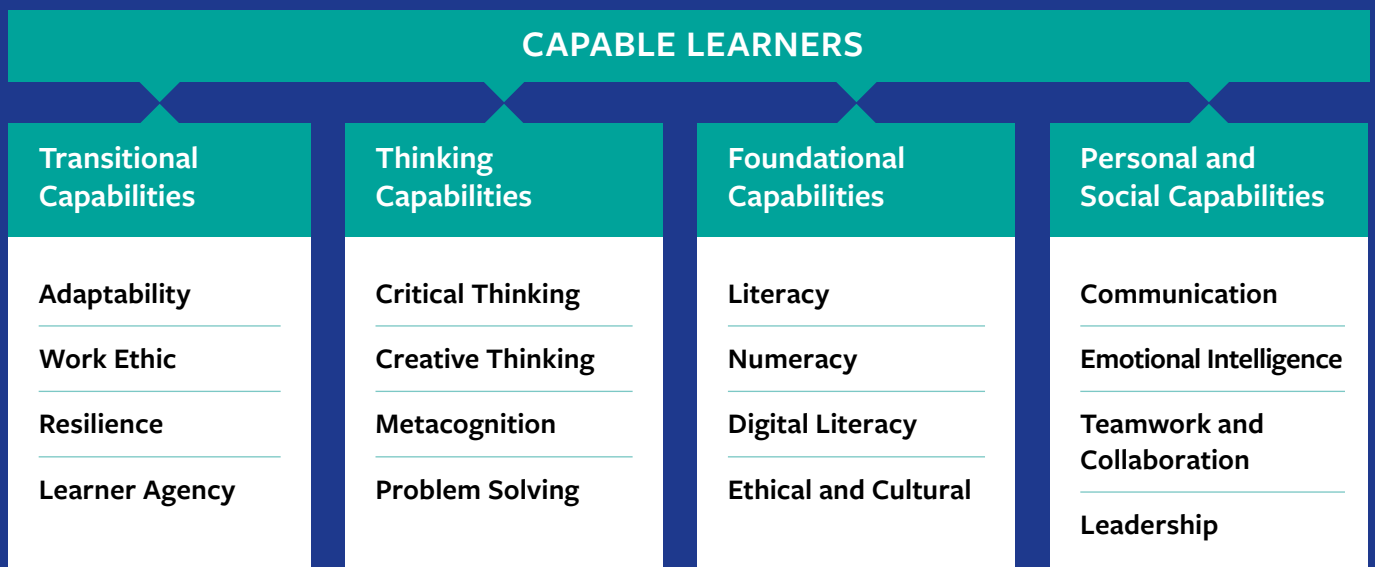 CAPABLE LEARNERS
Transitional
Capabilities
Adaptability
Work Ethic
Resilience
Learner Agency
Thinking
Capabilities
Critical Thinking
Creative Thinking
Metacognition
Problem Solving
Foundational
Capabilities
Literacy
Numeracy
Digital Literacy
Ethical and Cultural
Personal and
Social Capabilities
Communication
Emotional Intelligence
Teamwork and
Collaboration
Leadership